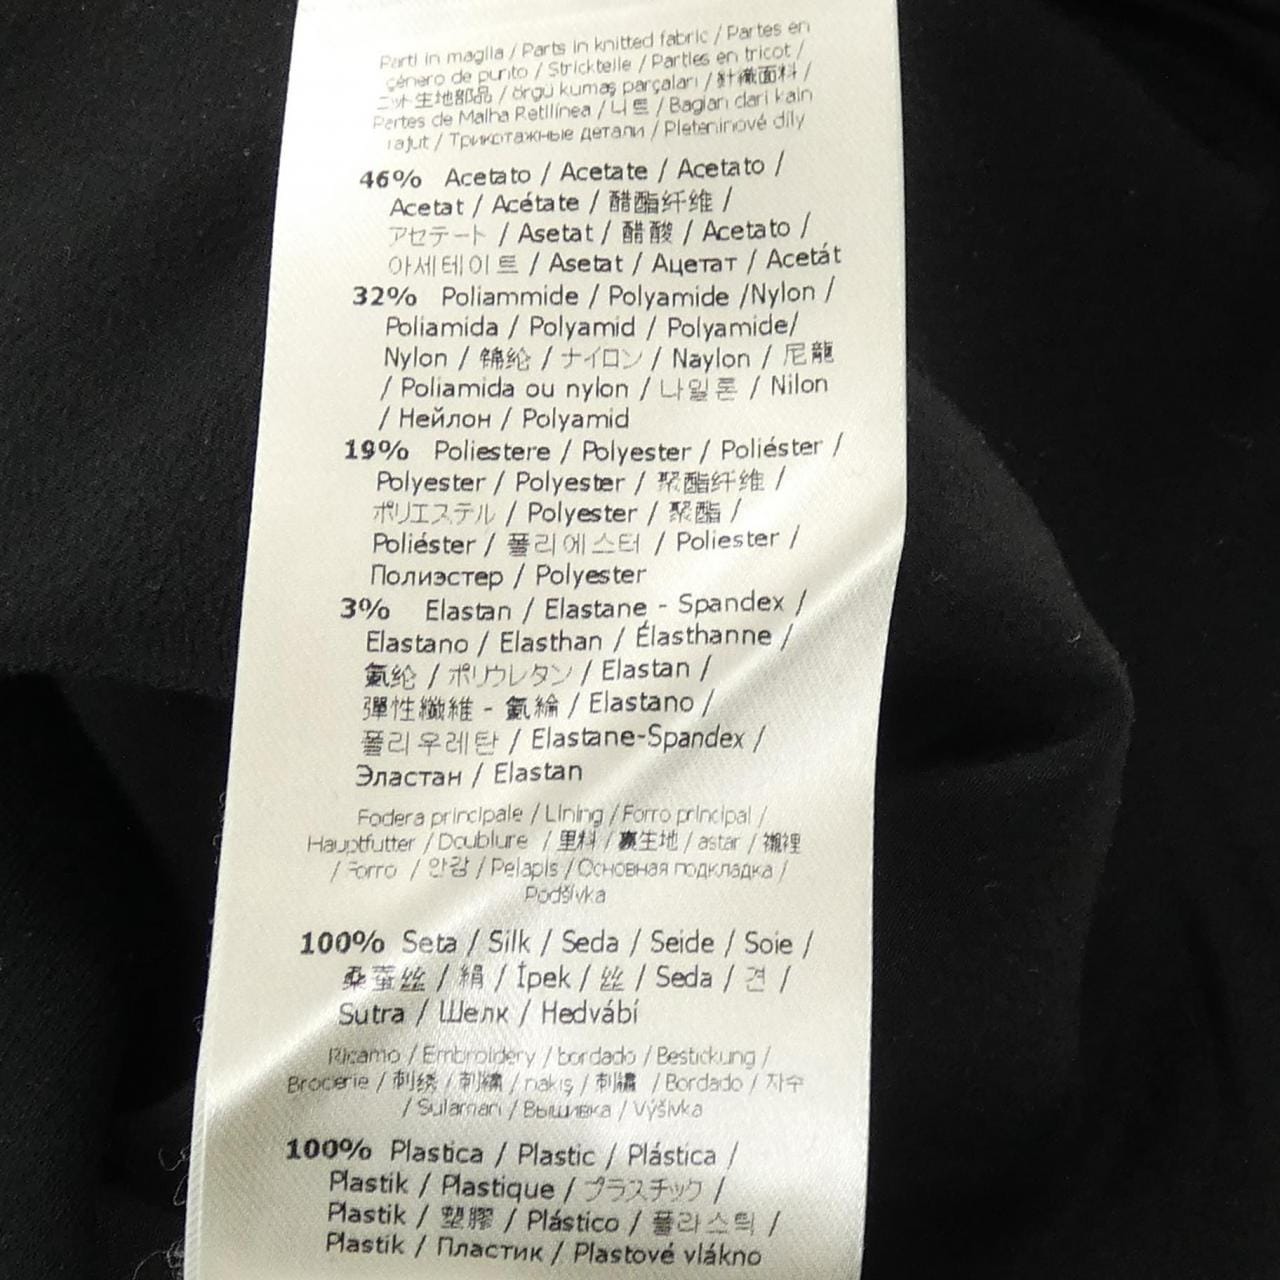 Parti in maglia / Parts in knitted fabric / Partes en
género de punto / Strickteile / Parties en tricot /
ニット生地部品 / örgü kumaş parçaları / 針織面料 /
Partes de Malha Retilínea / 니트 / Bagian dari kain
rajut / Трикотажные детали / Pleteninové díly
46% Acetato / Acetate / Acetato /
Acetat / Acétate / 醋酯纤维 /
アセテート / Asetat / 醋酸 / Acetato /
아세테이트 / Asetat / Ацетат / Acetát
32% Poliammide / Polyamide /Nylon /
Poliamida / Polyamid / Polyamide/
Nylon / 锦纶 / ナイロン / Naylon / 尼龍
/ Poliamida ou nylon / 나일론 / Nilon
/ Нейлон / Polyamid
19% Poliestere / Polyester / Poliéster /
Polyester / Polyester / 聚酯纤维 /
ポリエステル / Polyester / 聚酯 /
Poliéster / 폴리에스터 / Poliester /
Полиэстер / Polyester
3% Elastan / Elastane - Spandex /
Elastano / Elasthan / Élasthanne /
氨纶 / ポリウレタン / Elastan /
彈性纖維 - 氨綸 / Elastano /
폴리우레탄 / Elastane-Spandex /
Эластан / Elastan
Fodera principale / Lining / Forro principal /
Hauptfutter / Doublure / 里料 / 裏生地 / astar / 襯裡
/ Forro / 안감 / Pelapis / Основная подкладка /
Podšívka
100% Seta / Silk / Seda / Seide / Soie /
桑蚕丝 / 絹 / İpek / 丝 / Seda / 견 /
Sutra / Шелк / Hedvábí
Ricamo / Embroidery / bordado / Bestickung /
Broderie / 刺绣 / 刺繍 / nakış / 刺繡 / Bordado / 자수
/ Sulaman / Вышивка / Výšivka
100% Plastica / Plastic / Plástica /
Plastik / Plastique / プラスチック /
Plastik / 塑膠 / Plástico / 플라스틱 /
Plastik / Пластик / Plastové vlákno